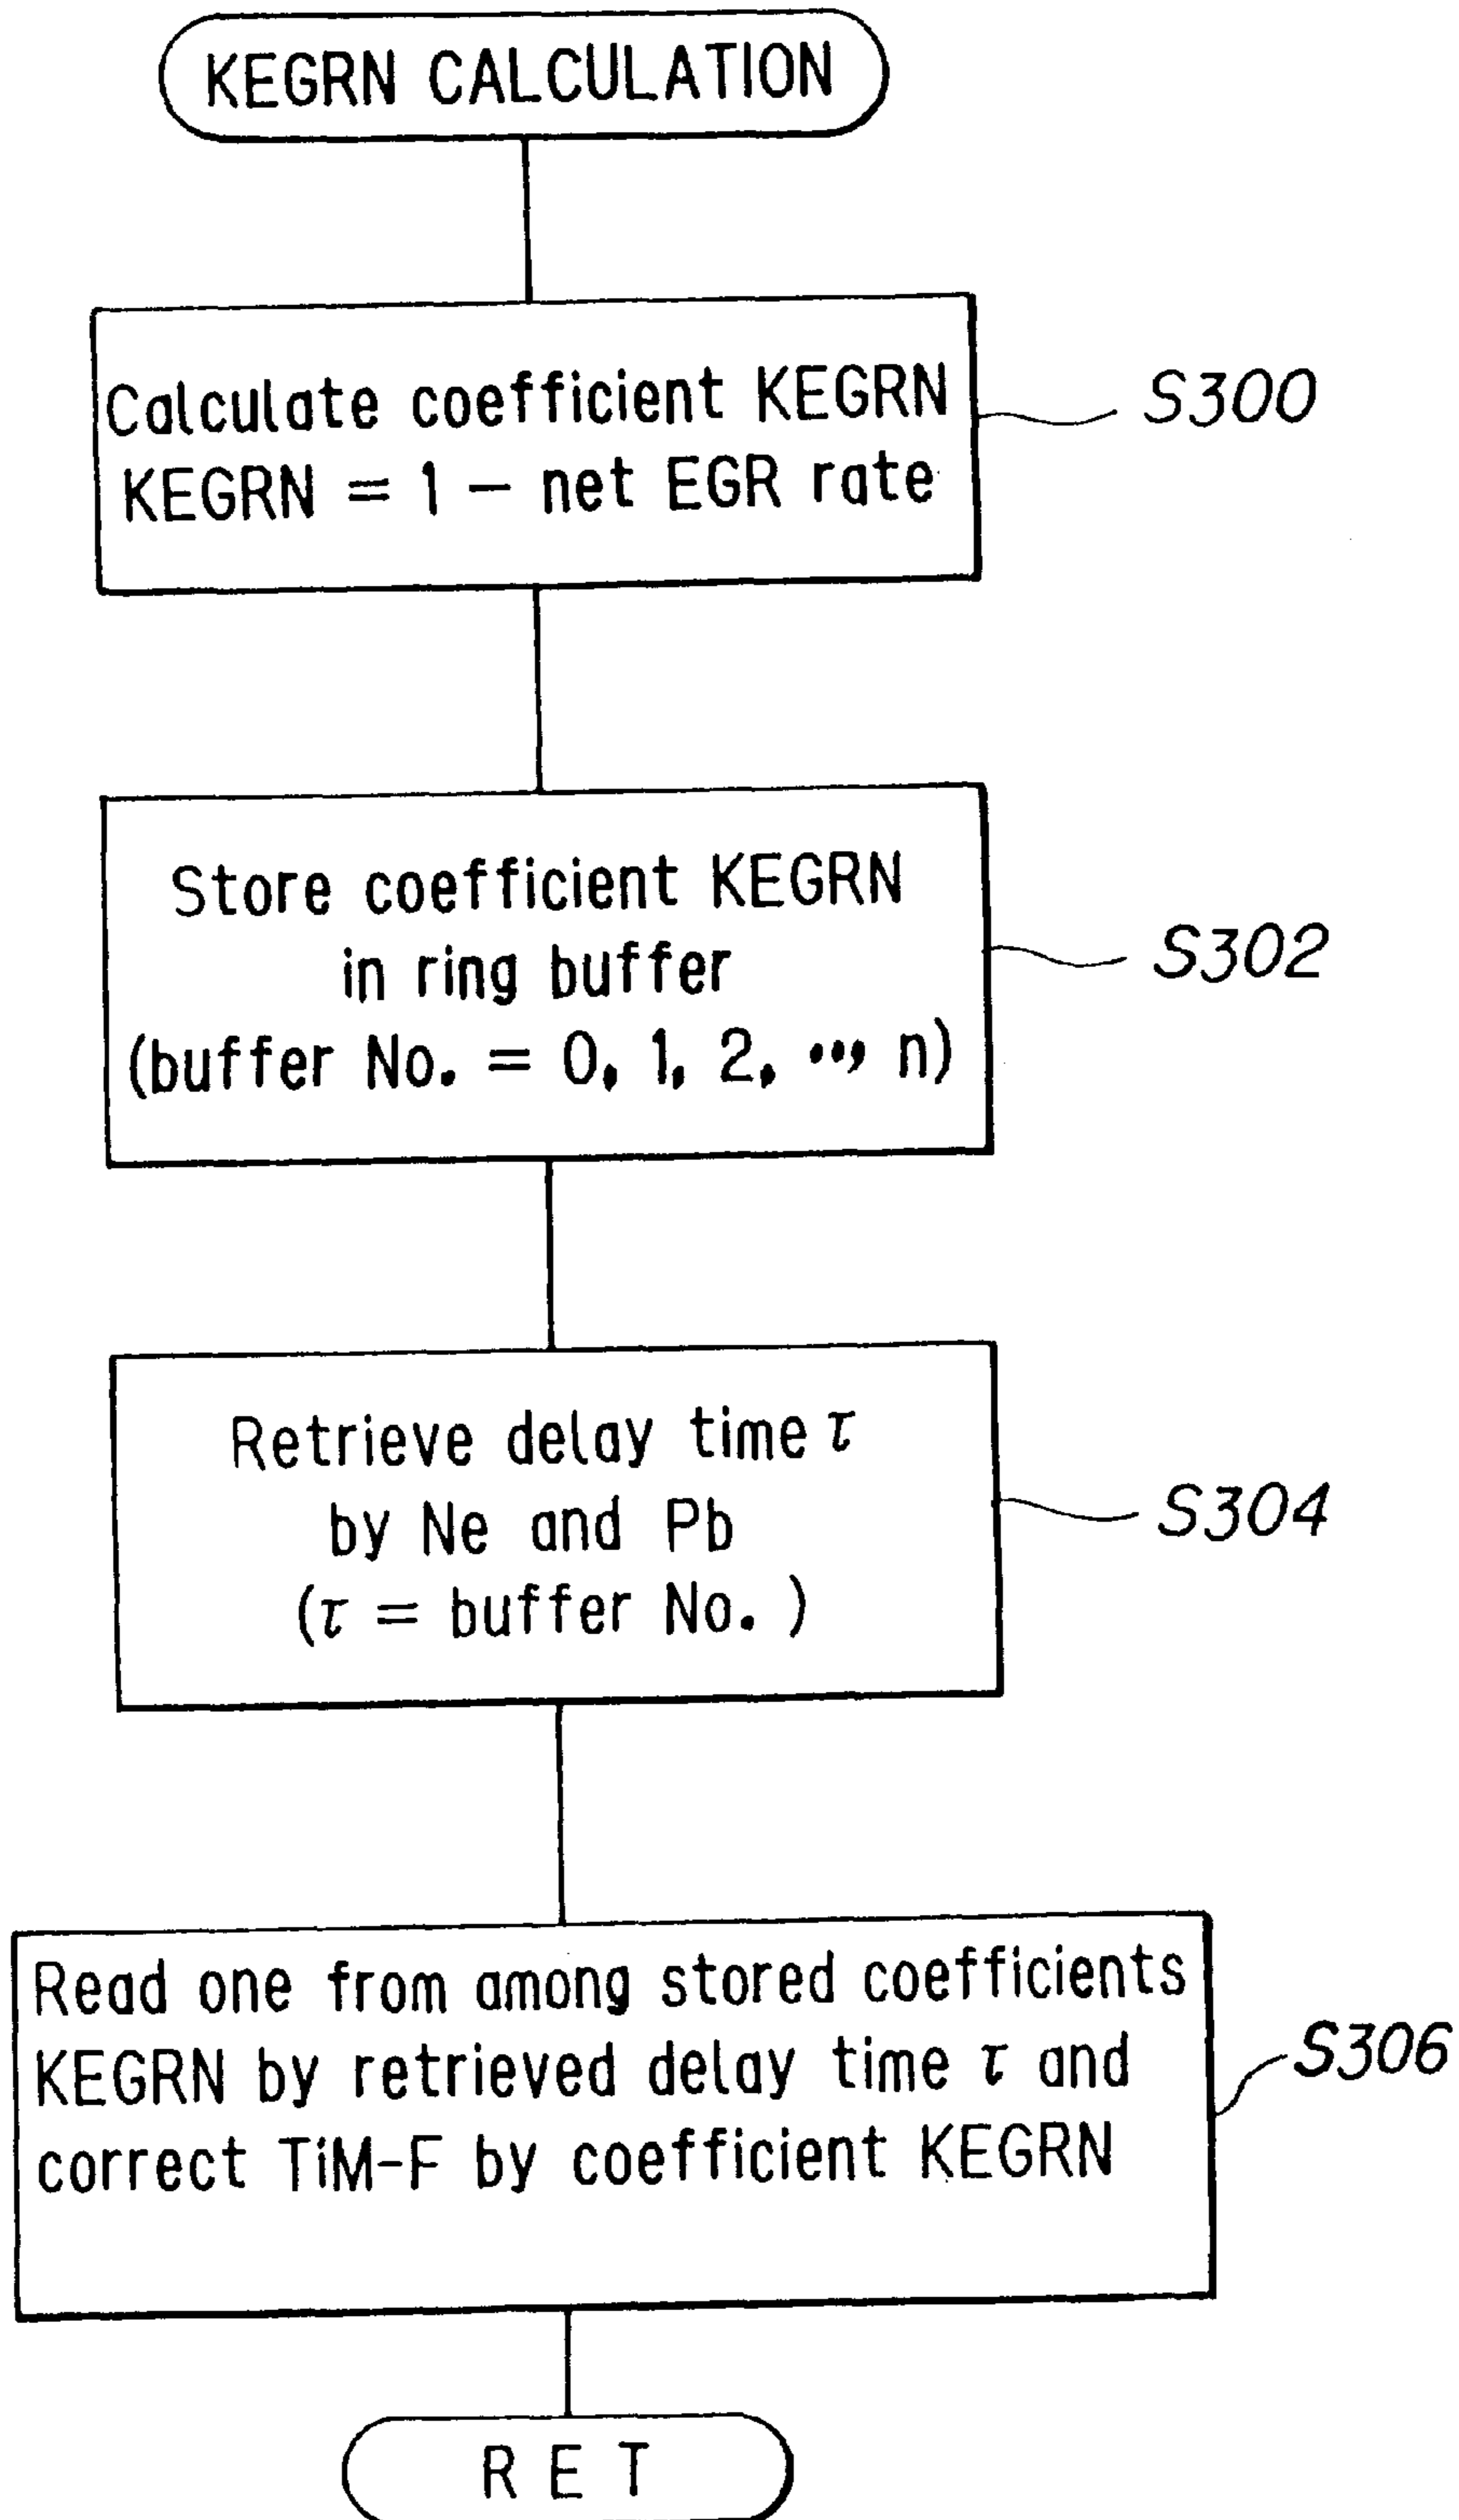 KEGRN CALCULATION
Calculate coefficient KEGRN
KEGRN = 1 — net EGR rate
S300
Store coefficient KEGRN
in ring buffer
(buffer No. = 0, 1, 2, ..., n)
S302
Retrieve delay time τ
by Ne and Pb
(τ = buffer No. )
S304
Read one from among stored coefficients
KEGRN by retrieved delay time τ and
correct TiM-F by coefficient KEGRN
S306
R E T